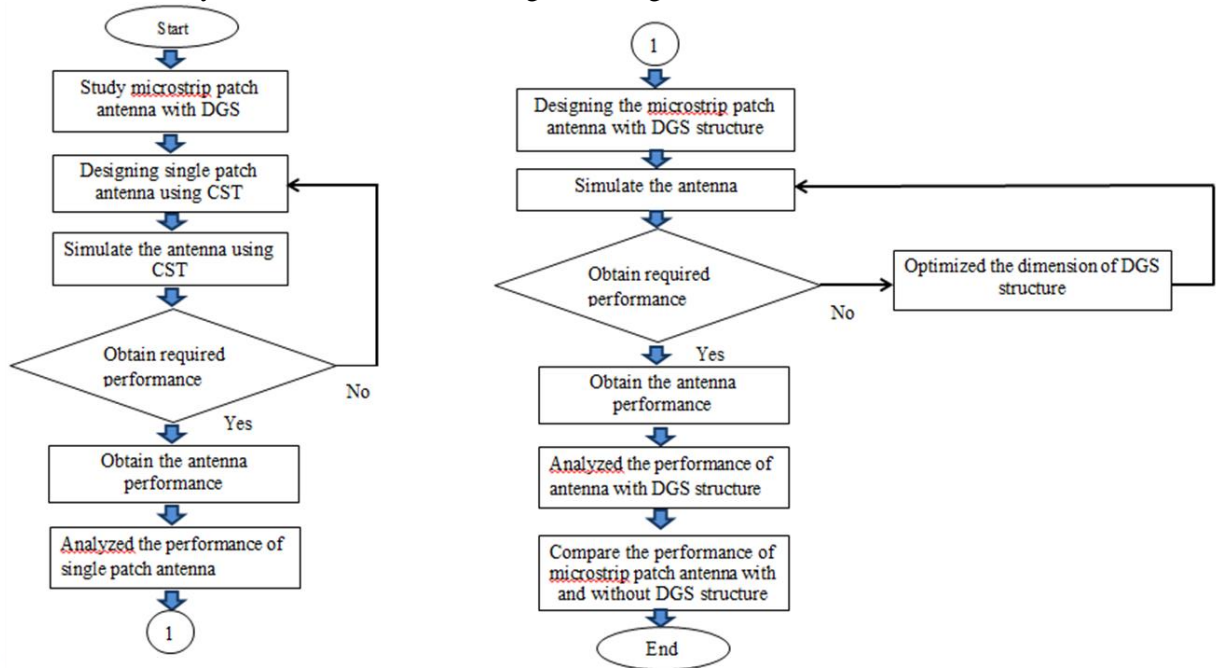 Start
Study microstrip patch
antenna with DGS
Designing single patch
antenna using CST
Simulate the antenna using
CST
Obtain required
performance
No
Yes
Obtain the antenna
performance
Analyzed the performance of
single patch antenna
1
1
Designing the microstrip patch
antenna with DGS structure
Simulate the antenna
Obtain required
performance
No
Optimized the dimension of DGS
structure
Yes
Obtain the antenna
performance
Analyzed the performance of
antenna with DGS structure
Compare the performance of
microstrip patch antenna with
and without DGS structure
End